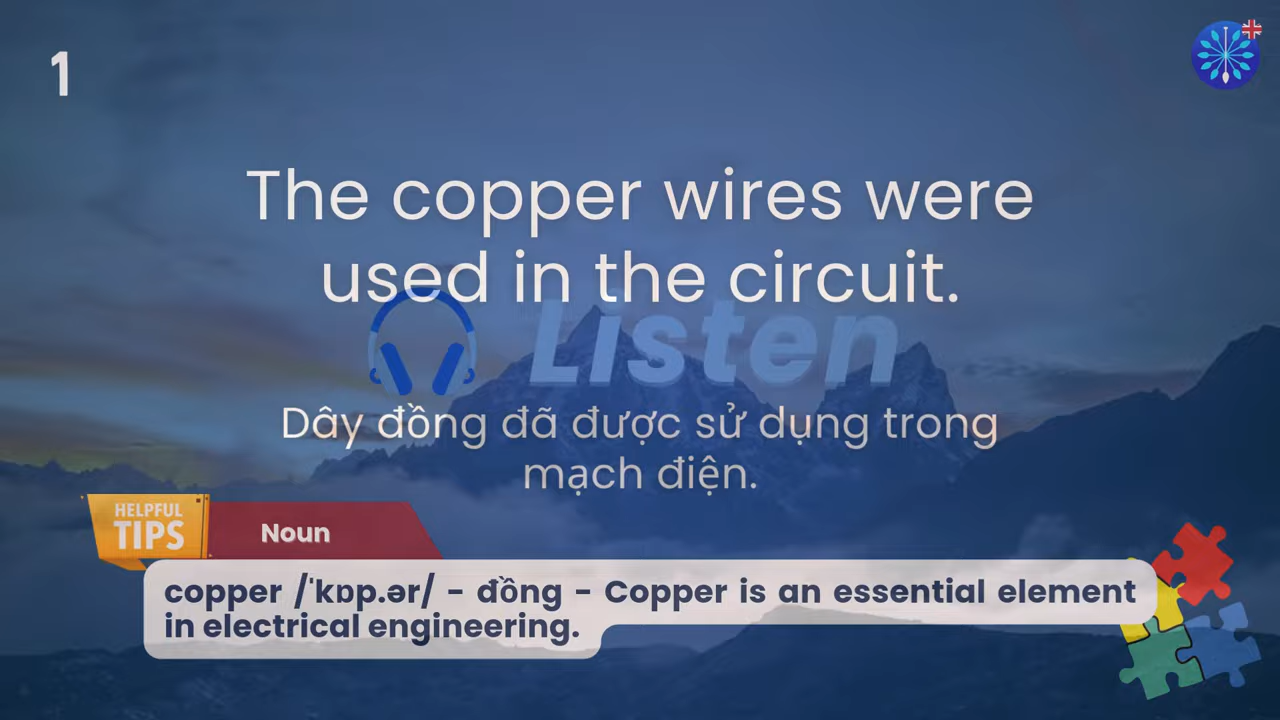 1
The copper wires were
used in the circuit.
Listen
Dây đồng đã được sử dụng trong
mạch điện.
HELPFUL
TIPS
Noun
copper /ˈkɒp.ər/ - đồng - Copper is an essential element
in electrical engineering.